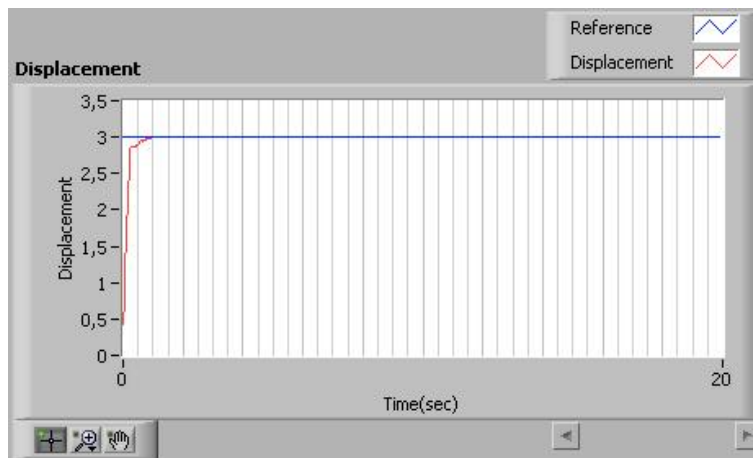 Reference
Displacement
Displacement
3,5
3
2,5
2
1,5
1
0,5
0
Displacement
0
20
Time(sec)